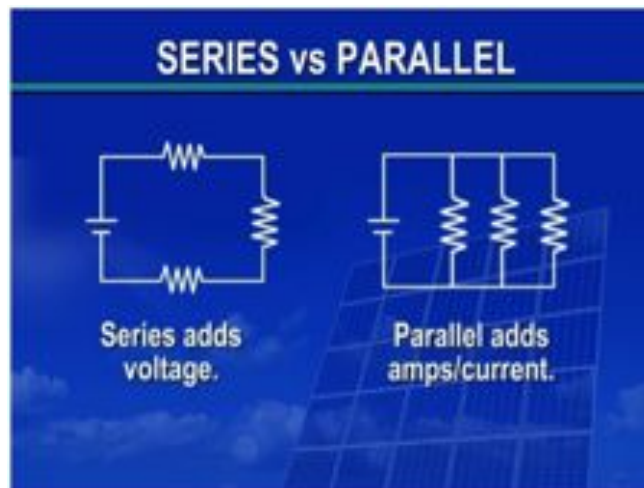 SERIES vs PARALLEL
Series adds
voltage.
Parallel adds
amps/current.